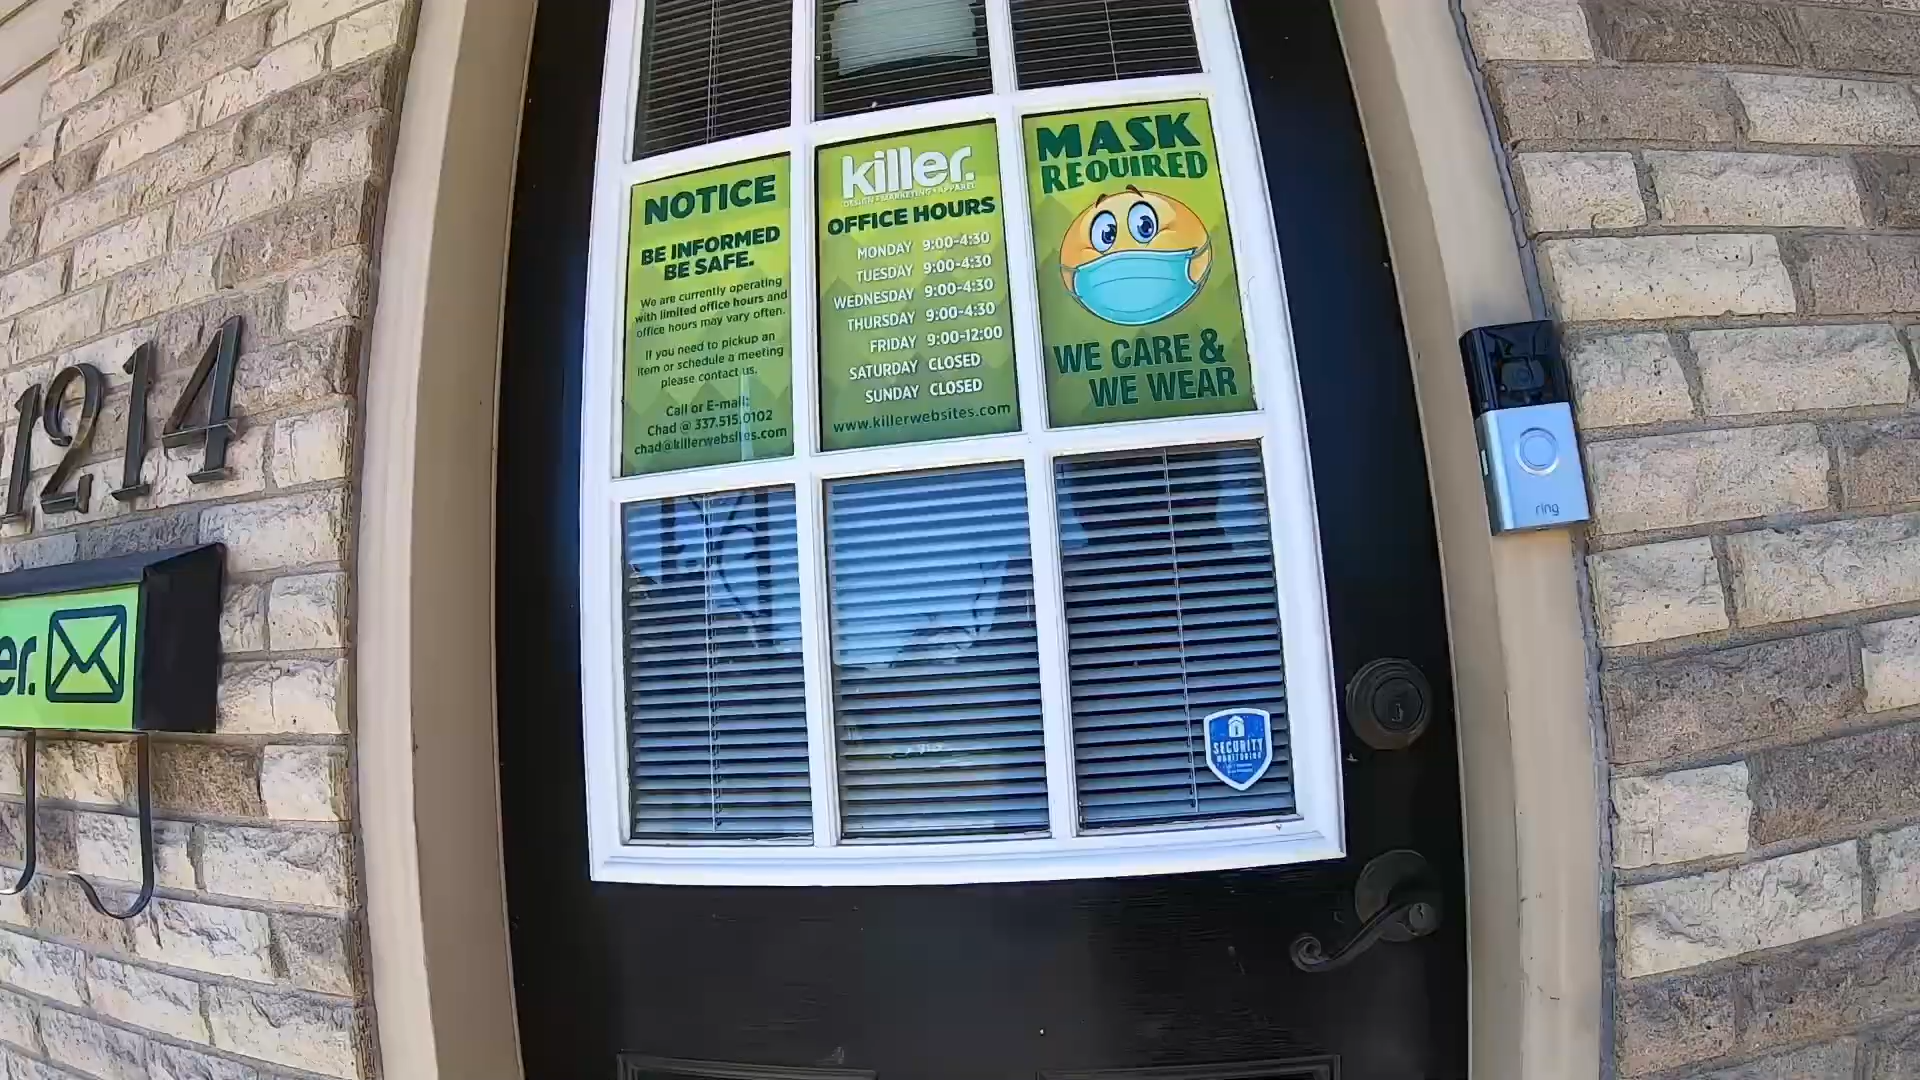 1214
er.
NOTICE
BE INFORMED
BE SAFE.
We are currently operating
with limited office hours and
office hours may vary often.
If you need to pickup an
item or schedule a meeting
please contact us.
Call or E-mail:
Chad @ 337.515.0102
chad@killerwebsites.com
killer.
DESIGN • MARKETING • APPAREL
OFFICE HOURS
MONDAY 9:00-4:30
TUESDAY 9:00-4:30
WEDNESDAY 9:00-4:30
THURSDAY 9:00-4:30
FRIDAY 9:00-12:00
SATURDAY CLOSED
SUNDAY CLOSED
www.killerwebsites.com
MASK
REQUIRED
WE CARE &
WE WEAR
ring
SECURITY
MONITORING